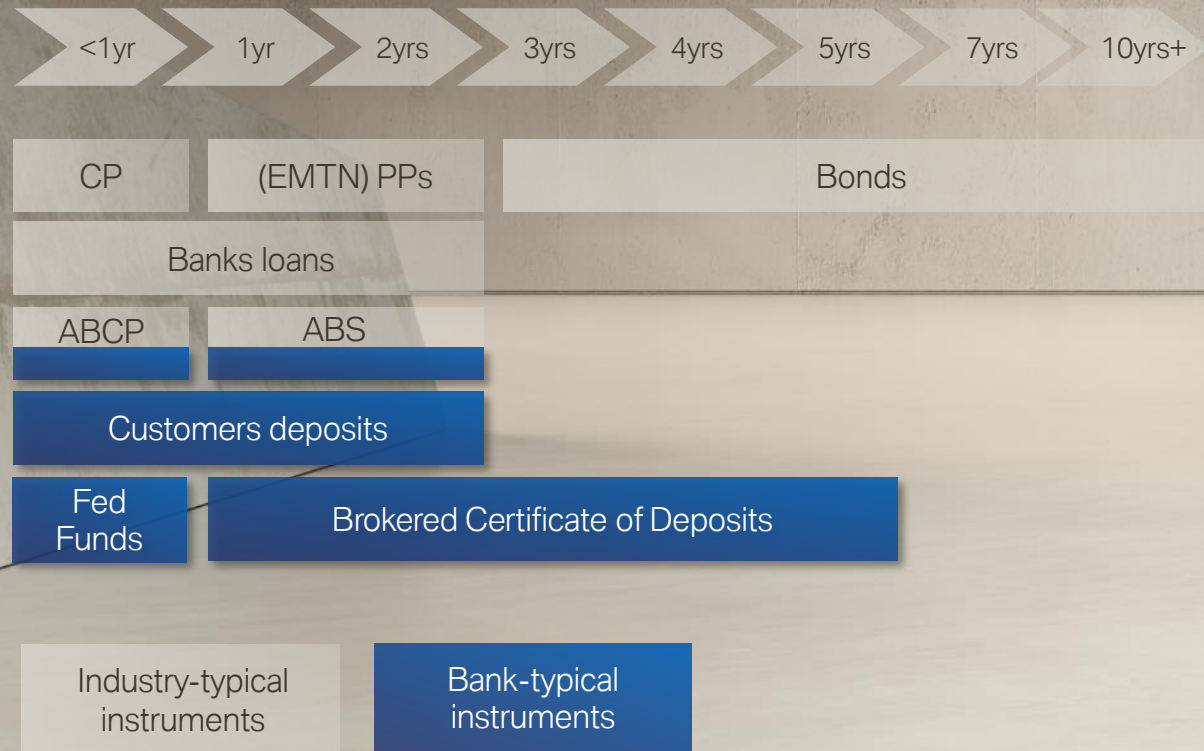 <1yr
1yr
2yrs
3yrs
4yrs
5yrs
7yrs
10yrs+
CP
(EMTN) PPs
Bonds
Banks loans
ABCP
ABS
Customers deposits
Fed
Funds
Brokered Certificate of Deposits
Industry-typical
instruments
Bank-typical
instruments